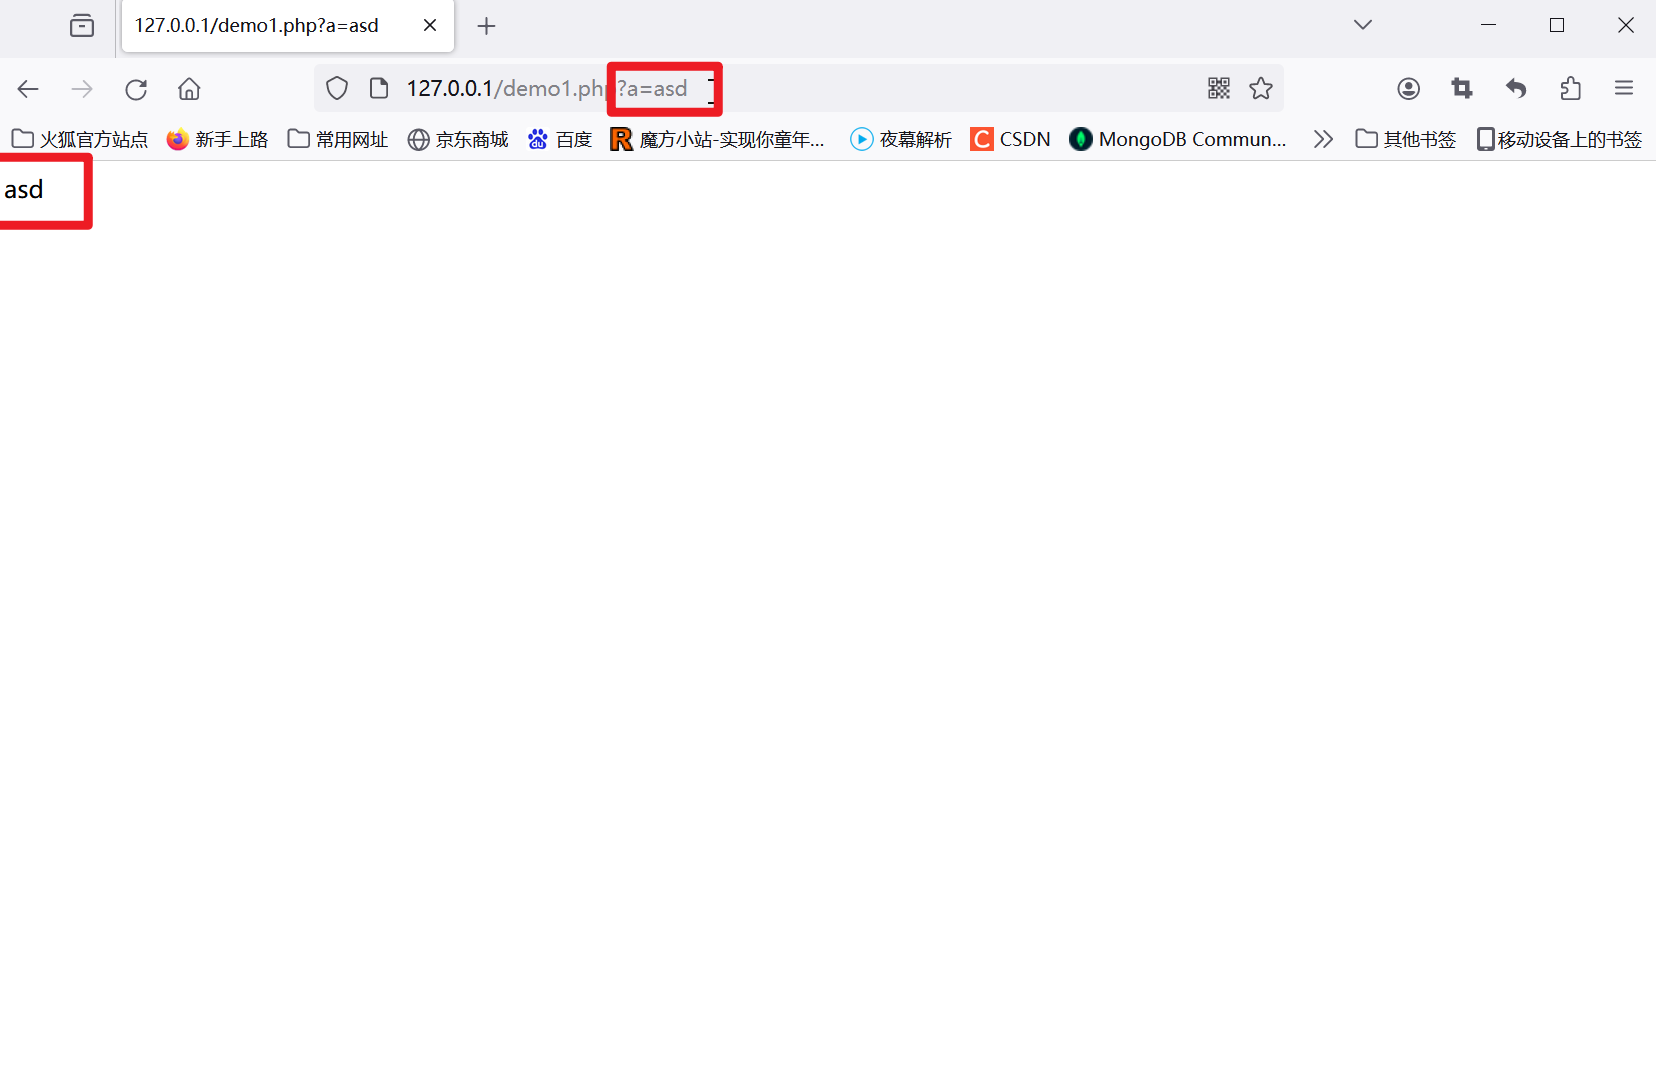 127.0.0.1/demo1.php?a=asd
127.0.0.1/demo1.php?a=asd
火狐官方站点 新手上路 常用网址 京东商城 百度 魔方小站-实现你童年... 夜幕解析 CSDN MongoDB Commun... 其他书签 移动设备上的书签
asd